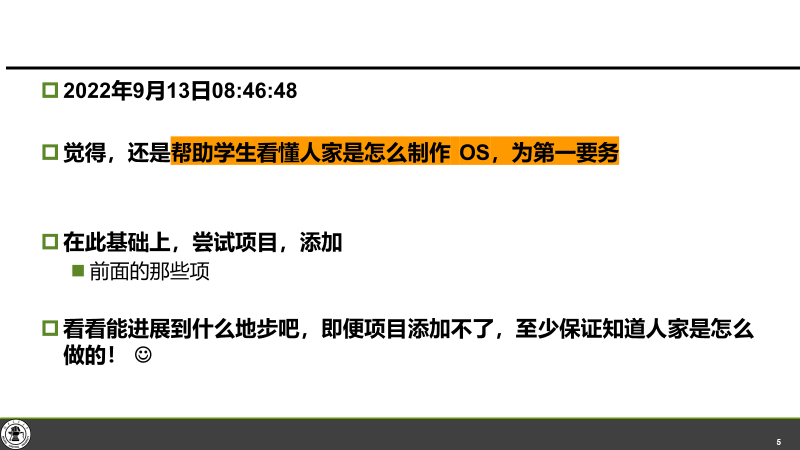 2022年9月13日08:46:48
觉得，还是帮助学生看懂人家是怎么制作 OS，为第一要务
在此基础上，尝试项目，添加
前面的那些项
看看能进展到什么地步吧，即便项目添加不了，至少保证知道人家是怎么
做的！ ☺
5